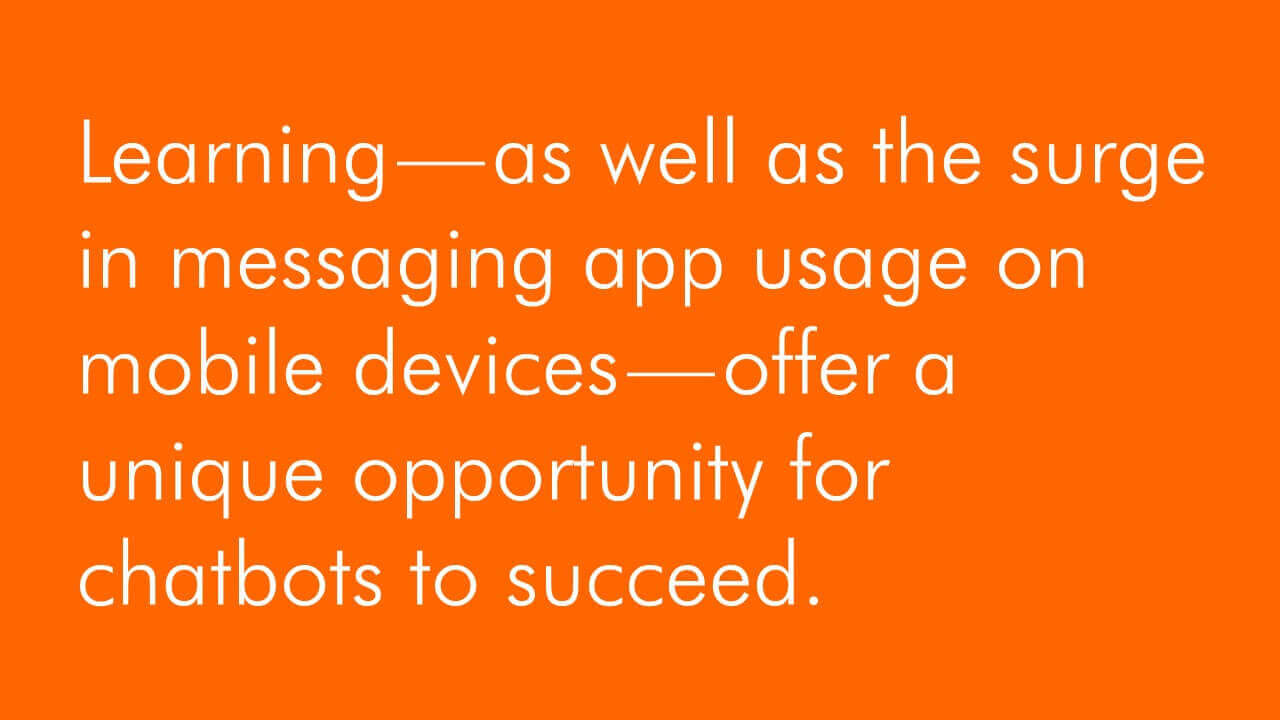 Learning—as well as the surge
in messaging app usage on
mobile devices—offer a
unique opportunity for
chatbots to succeed.